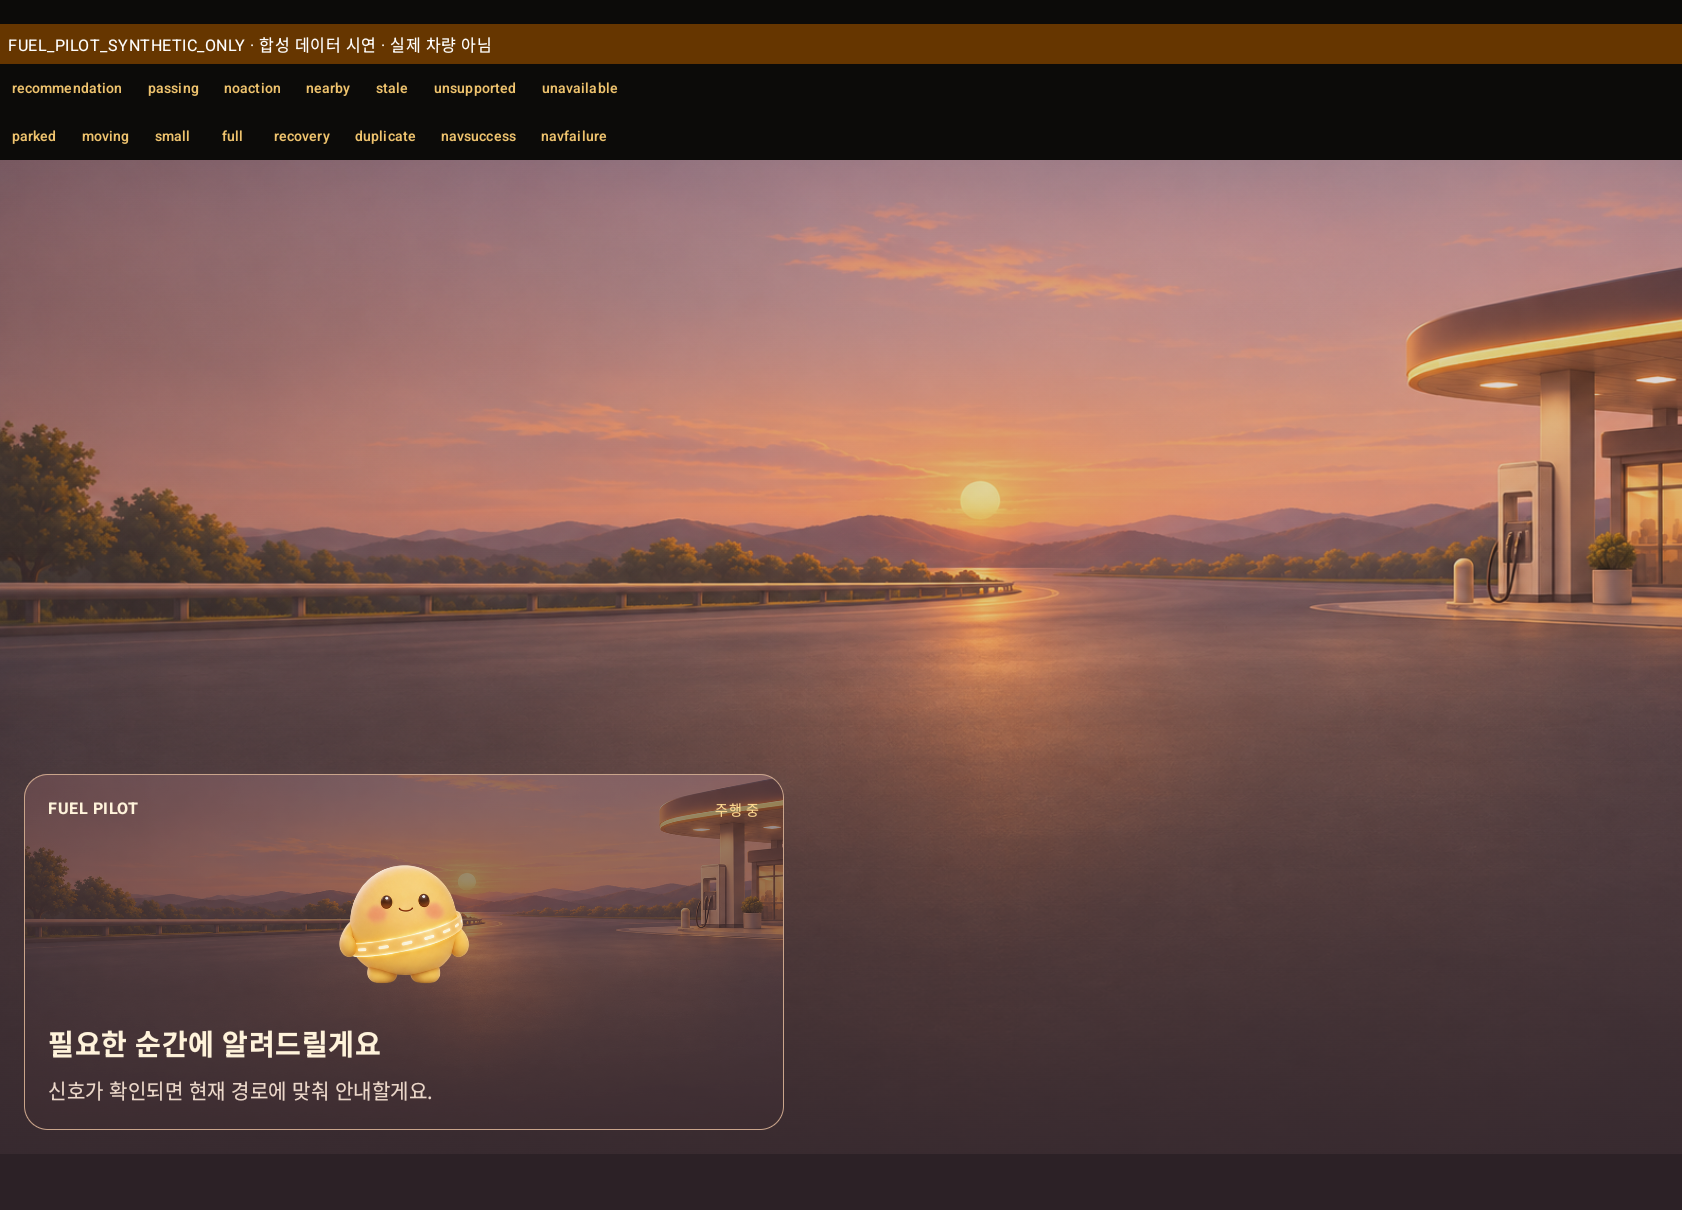 FUEL_PILOT_SYNTHETIC_ONLY · 합성 데이터 시연 · 실제 차량 아님
recommendation passing noaction nearby stale unsupported unavailable
parked moving small full recovery duplicate navsuccess navfailure
FUEL PILOT 주행 중
필요한 순간에 알려드릴게요
신호가 확인되면 현재 경로에 맞춰 안내할게요.